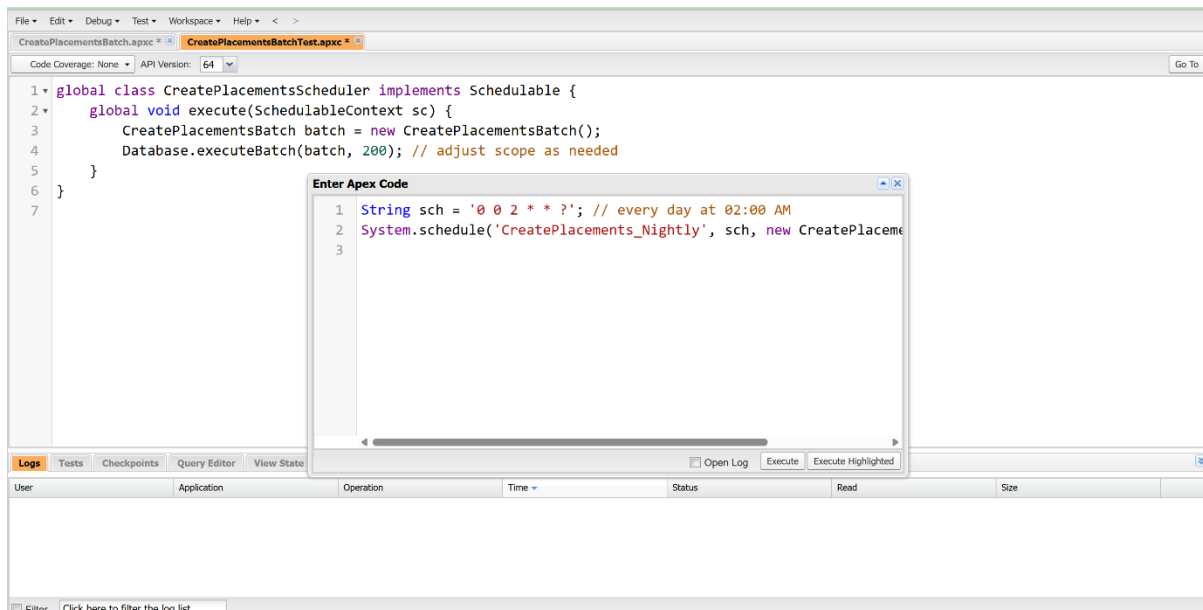 File Edit Debug Test Workspace Help < >
CreatePlacementsBatch.apxc * CreatePlacementsBatchTest.apxc *
Code Coverage: None API Version: 64 Go To
1 global class CreatePlacementsScheduler implements Schedulable {
2 global void execute(SchedulableContext sc) {
3 CreatePlacementsBatch batch = new CreatePlacementsBatch();
4 Database.executeBatch(batch, 200); // adjust scope as needed
5 }
6 }
7
Enter Apex Code
1 String sch = '0 0 2 * * ?'; // every day at 02:00 AM
2 System.schedule('CreatePlacements_Nightly', sch, new CreatePlaceme
3
Open Log Execute Execute Highlighted
Logs Tests Checkpoints Query Editor View State
User Application Operation Time Status Read Size
Filter Click here to filter the log list